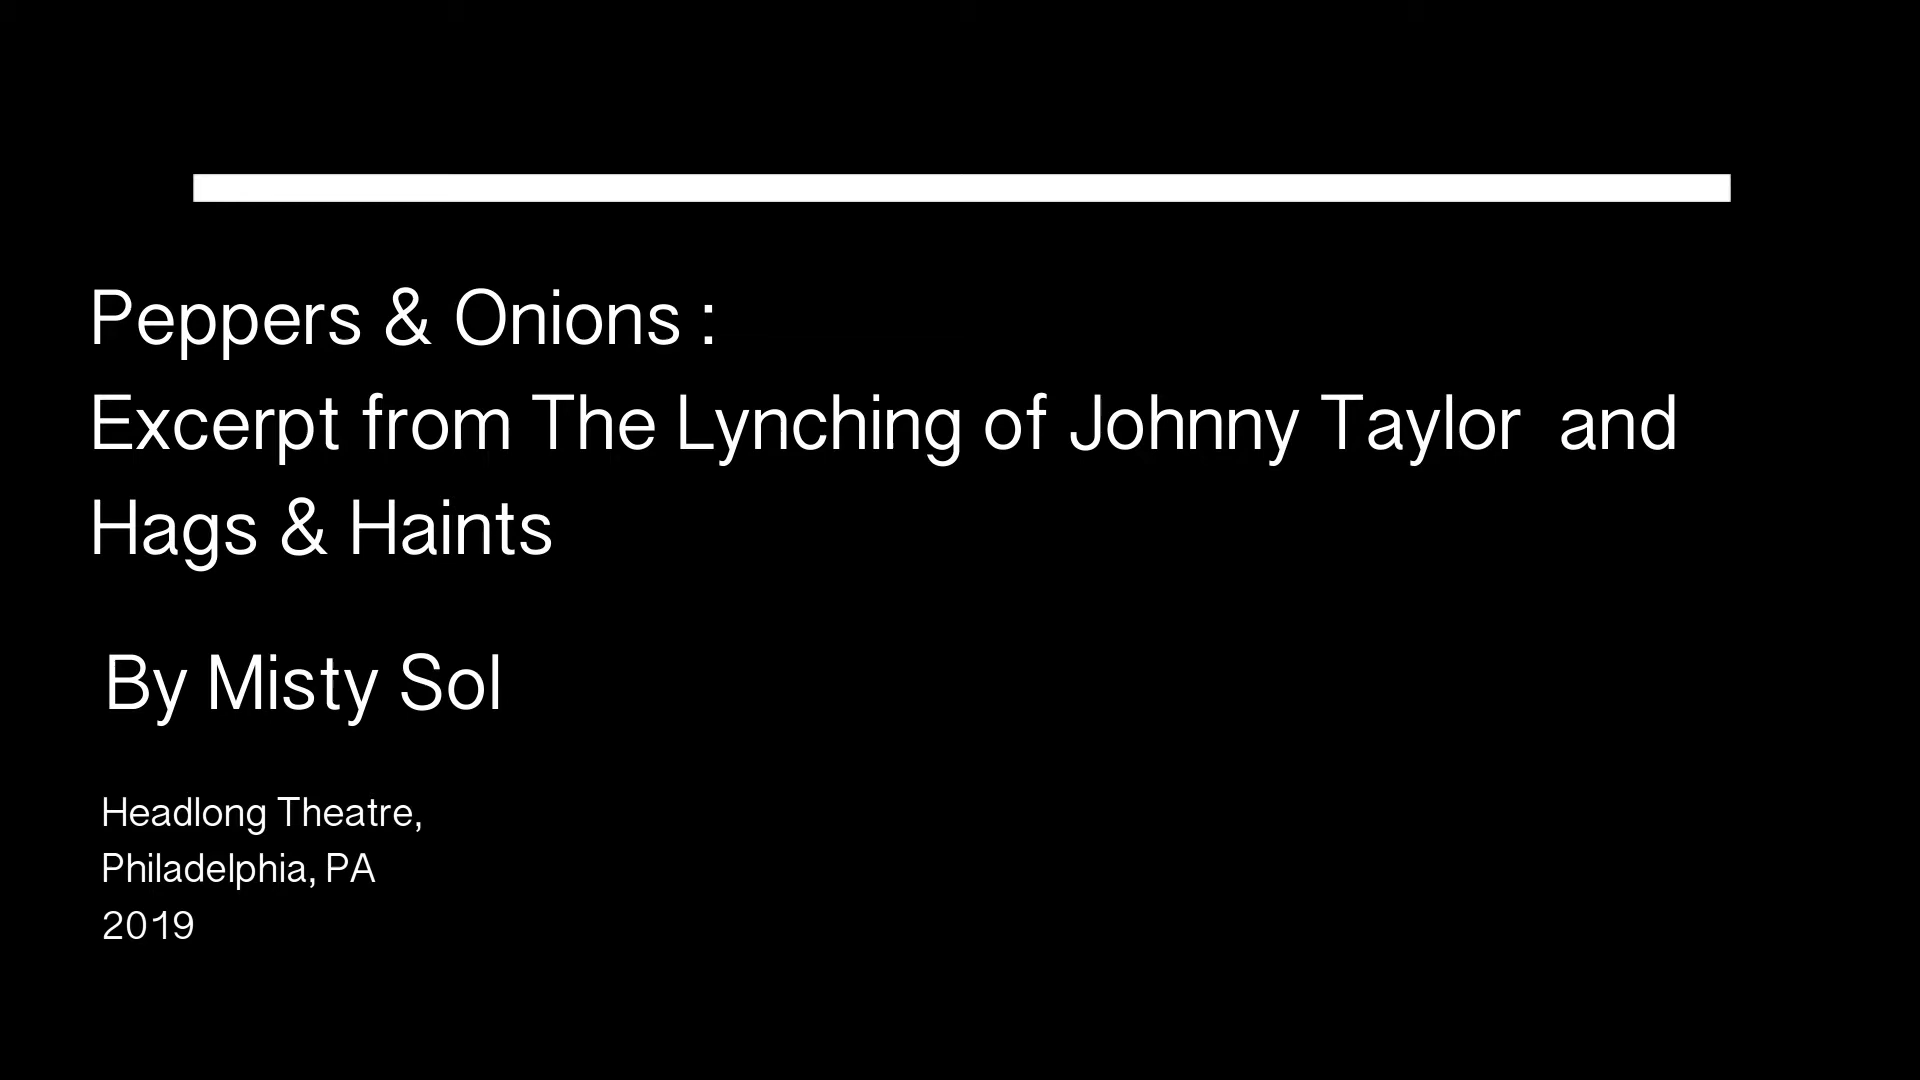 Peppers & Onions :
Excerpt from The Lynching of Johnny Taylor  and
Hags & Haints
By Misty Sol
Headlong Theatre,
Philadelphia, PA
2019